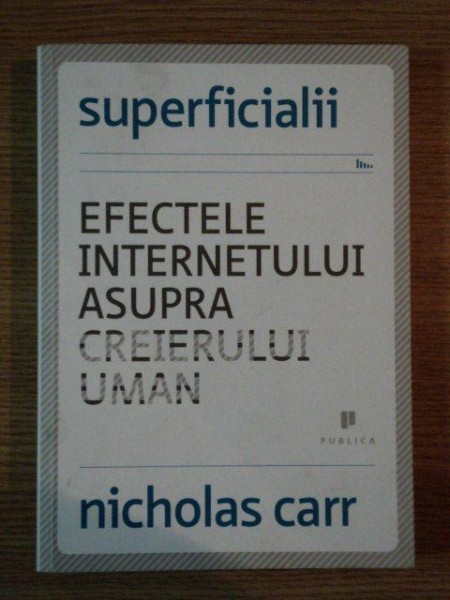 superficialii
EFECTELE
INTERNETULUI
ASUPRA
CREIERULUI
UMAN
PUBLICA
nicholas carr